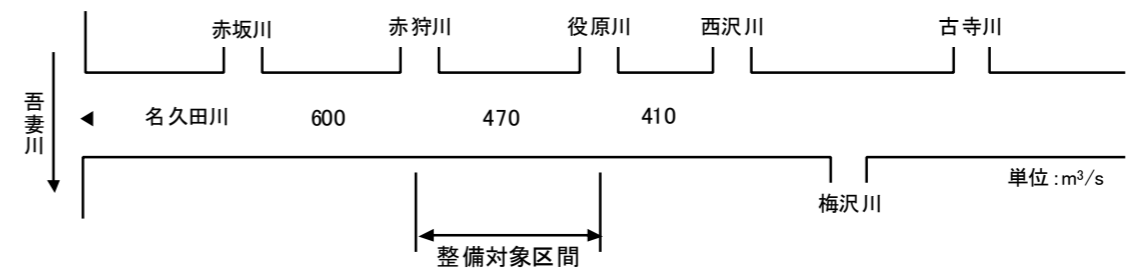 赤坂川
赤狩川
役原川
西沢川
古寺川
吾妻川
名久田川
600
470
410
単位:m³/s
梅沢川
整備対象区間